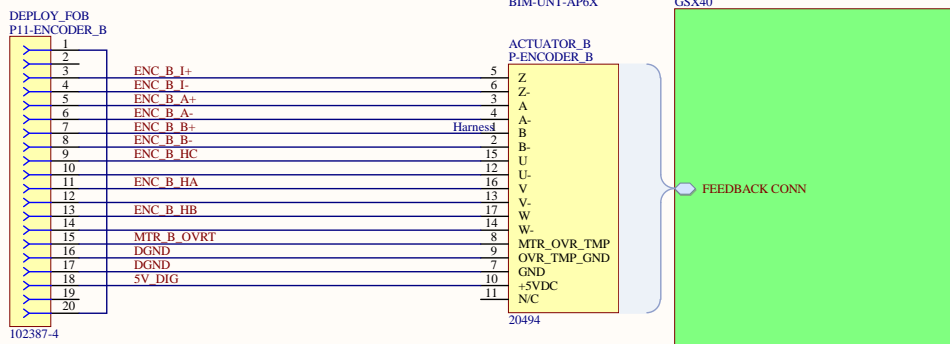 BIM-UNT-AP6X
GSX40
DEPLOY_FOB
P11-ENCODER_B
ACTUATOR_B
P-ENCODER_B
1
2
3 ENC_B_I+ 5 Z
4 ENC_B_I- 6 Z-
5 ENC_B_A+ 3 A
6 ENC_B_A- 4 A-
7 ENC_B_B+ Harness 1 B
8 ENC_B_B- 2 B-
9 ENC_B_HC 15 U
10 12 U-
11 ENC_B_HA 16 V
12 13 V-
13 ENC_B_HB 17 W
14 14 W-
15 MTR_B_OVRT 8 MTR_OVR_TMP
16 DGND 9 OVR_TMP_GND
17 DGND 7 GND
18 5V_DIG 10 +5VDC
19 11 N/C
20
FEEDBACK CONN
102387-4
20494